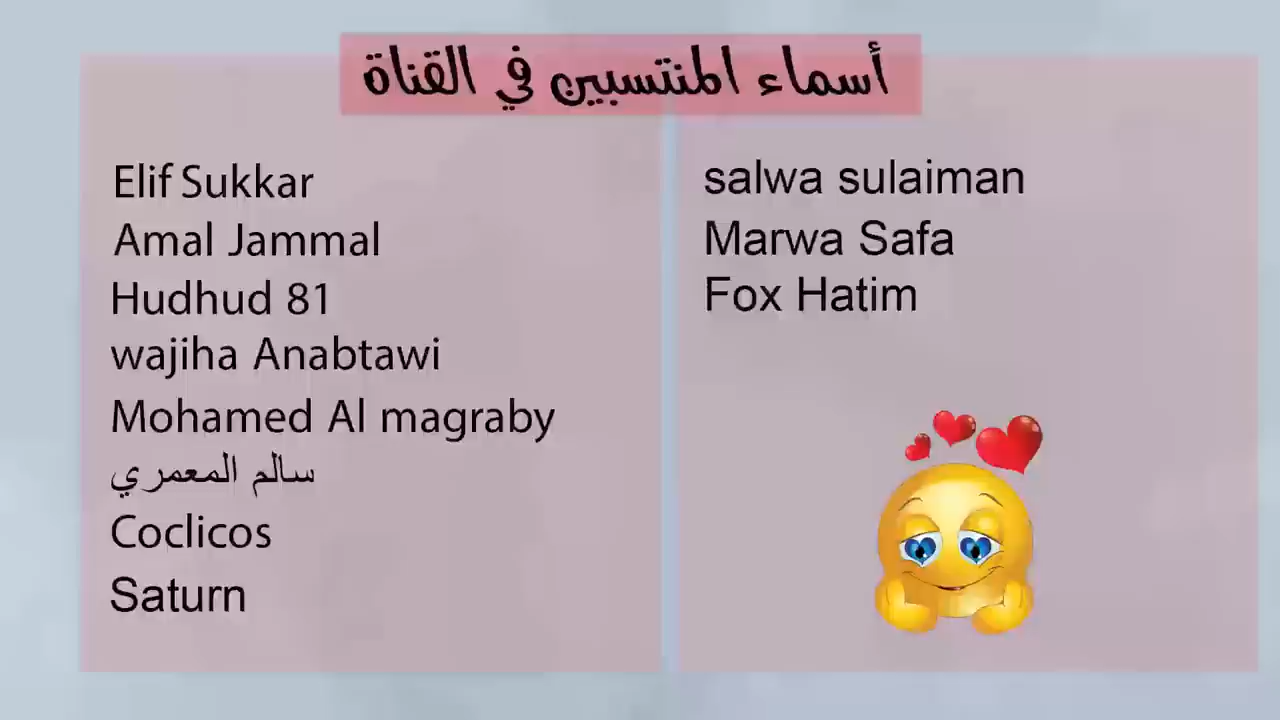 أسماء المنتسبين في القناة
Elif Sukkar
Amal Jammal
Hudhud 81
wajiha Anabtawi
Mohamed Al magraby
سالم المعمري
Coclicos
Saturn
salwa sulaiman
Marwa Safa
Fox Hatim